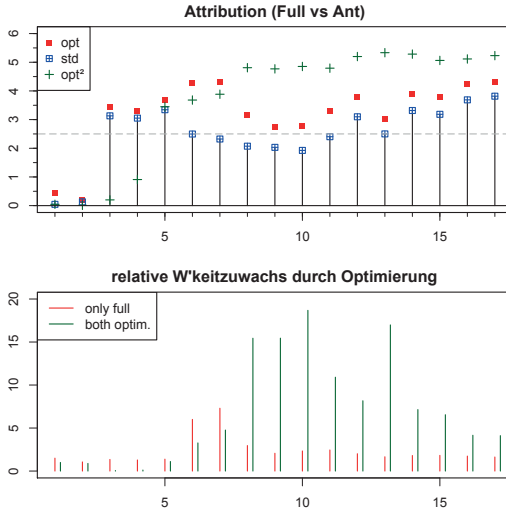 Attribution (Full vs Ant)
6
5
4
3
2
1
0
opt
std
opt²
5
10
15
relative W'keitzuwachs durch Optimierung
20
15
10
5
0
only full
both optim.
5
10
15